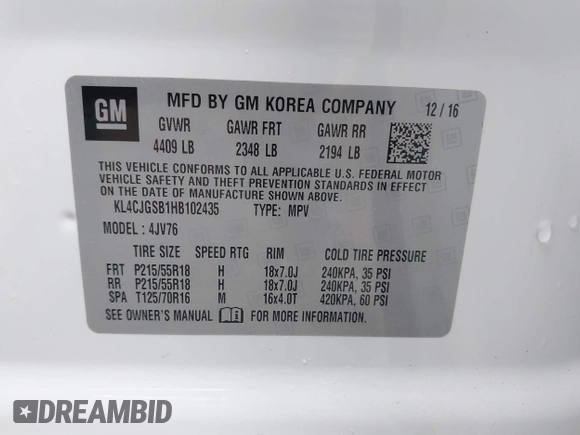 GM
MFD BY GM KOREA COMPANY 12 / 16
GVWR GAWR FRT GAWR RR
4409 LB 2348 LB 2194 LB
THIS VEHICLE CONFORMS TO ALL APPLICABLE U.S. FEDERAL MOTOR
VEHICLE SAFETY AND THEFT PREVENTION STANDARDS IN EFFECT
ON THE DATE OF MANUFACTURE SHOWN ABOVE.
KL4CJGSB1HB102435 TYPE: MPV
MODEL : 4JV76
TIRE SIZE SPEED RTG RIM COLD TIRE PRESSURE
FRT P215/55R18 H 18x7.0J 240KPA, 35 PSI
RR P215/55R18 H 18x7.0J 240KPA, 35 PSI
SPA T125/70R16 M 16x4.0T 420KPA, 60 PSI
SEE OWNER'S MANUAL i FOR MORE INFORMATION.
DREAMBID